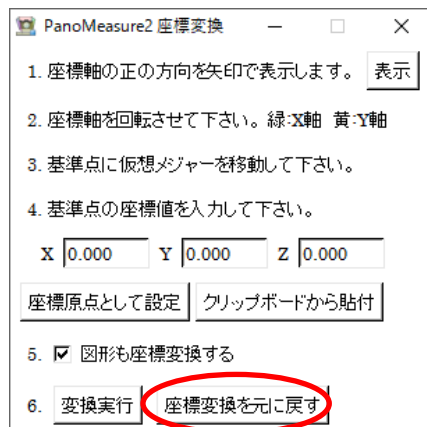 PanoMeasure2 座標変換
1. 座標軸の正の方向を矢印で表示します。 表示
2. 座標軸を回転させて下さい。緑:X軸 黄:Y軸
3. 基準点に仮想メジャーを移動して下さい。
4. 基準点の座標値を入力して下さい。
X 0.000 Y 0.000 Z 0.000
座標原点として設定 クリップボードから貼付
5. 図形も座標変換する
6. 変換実行 座標変換を元に戻す